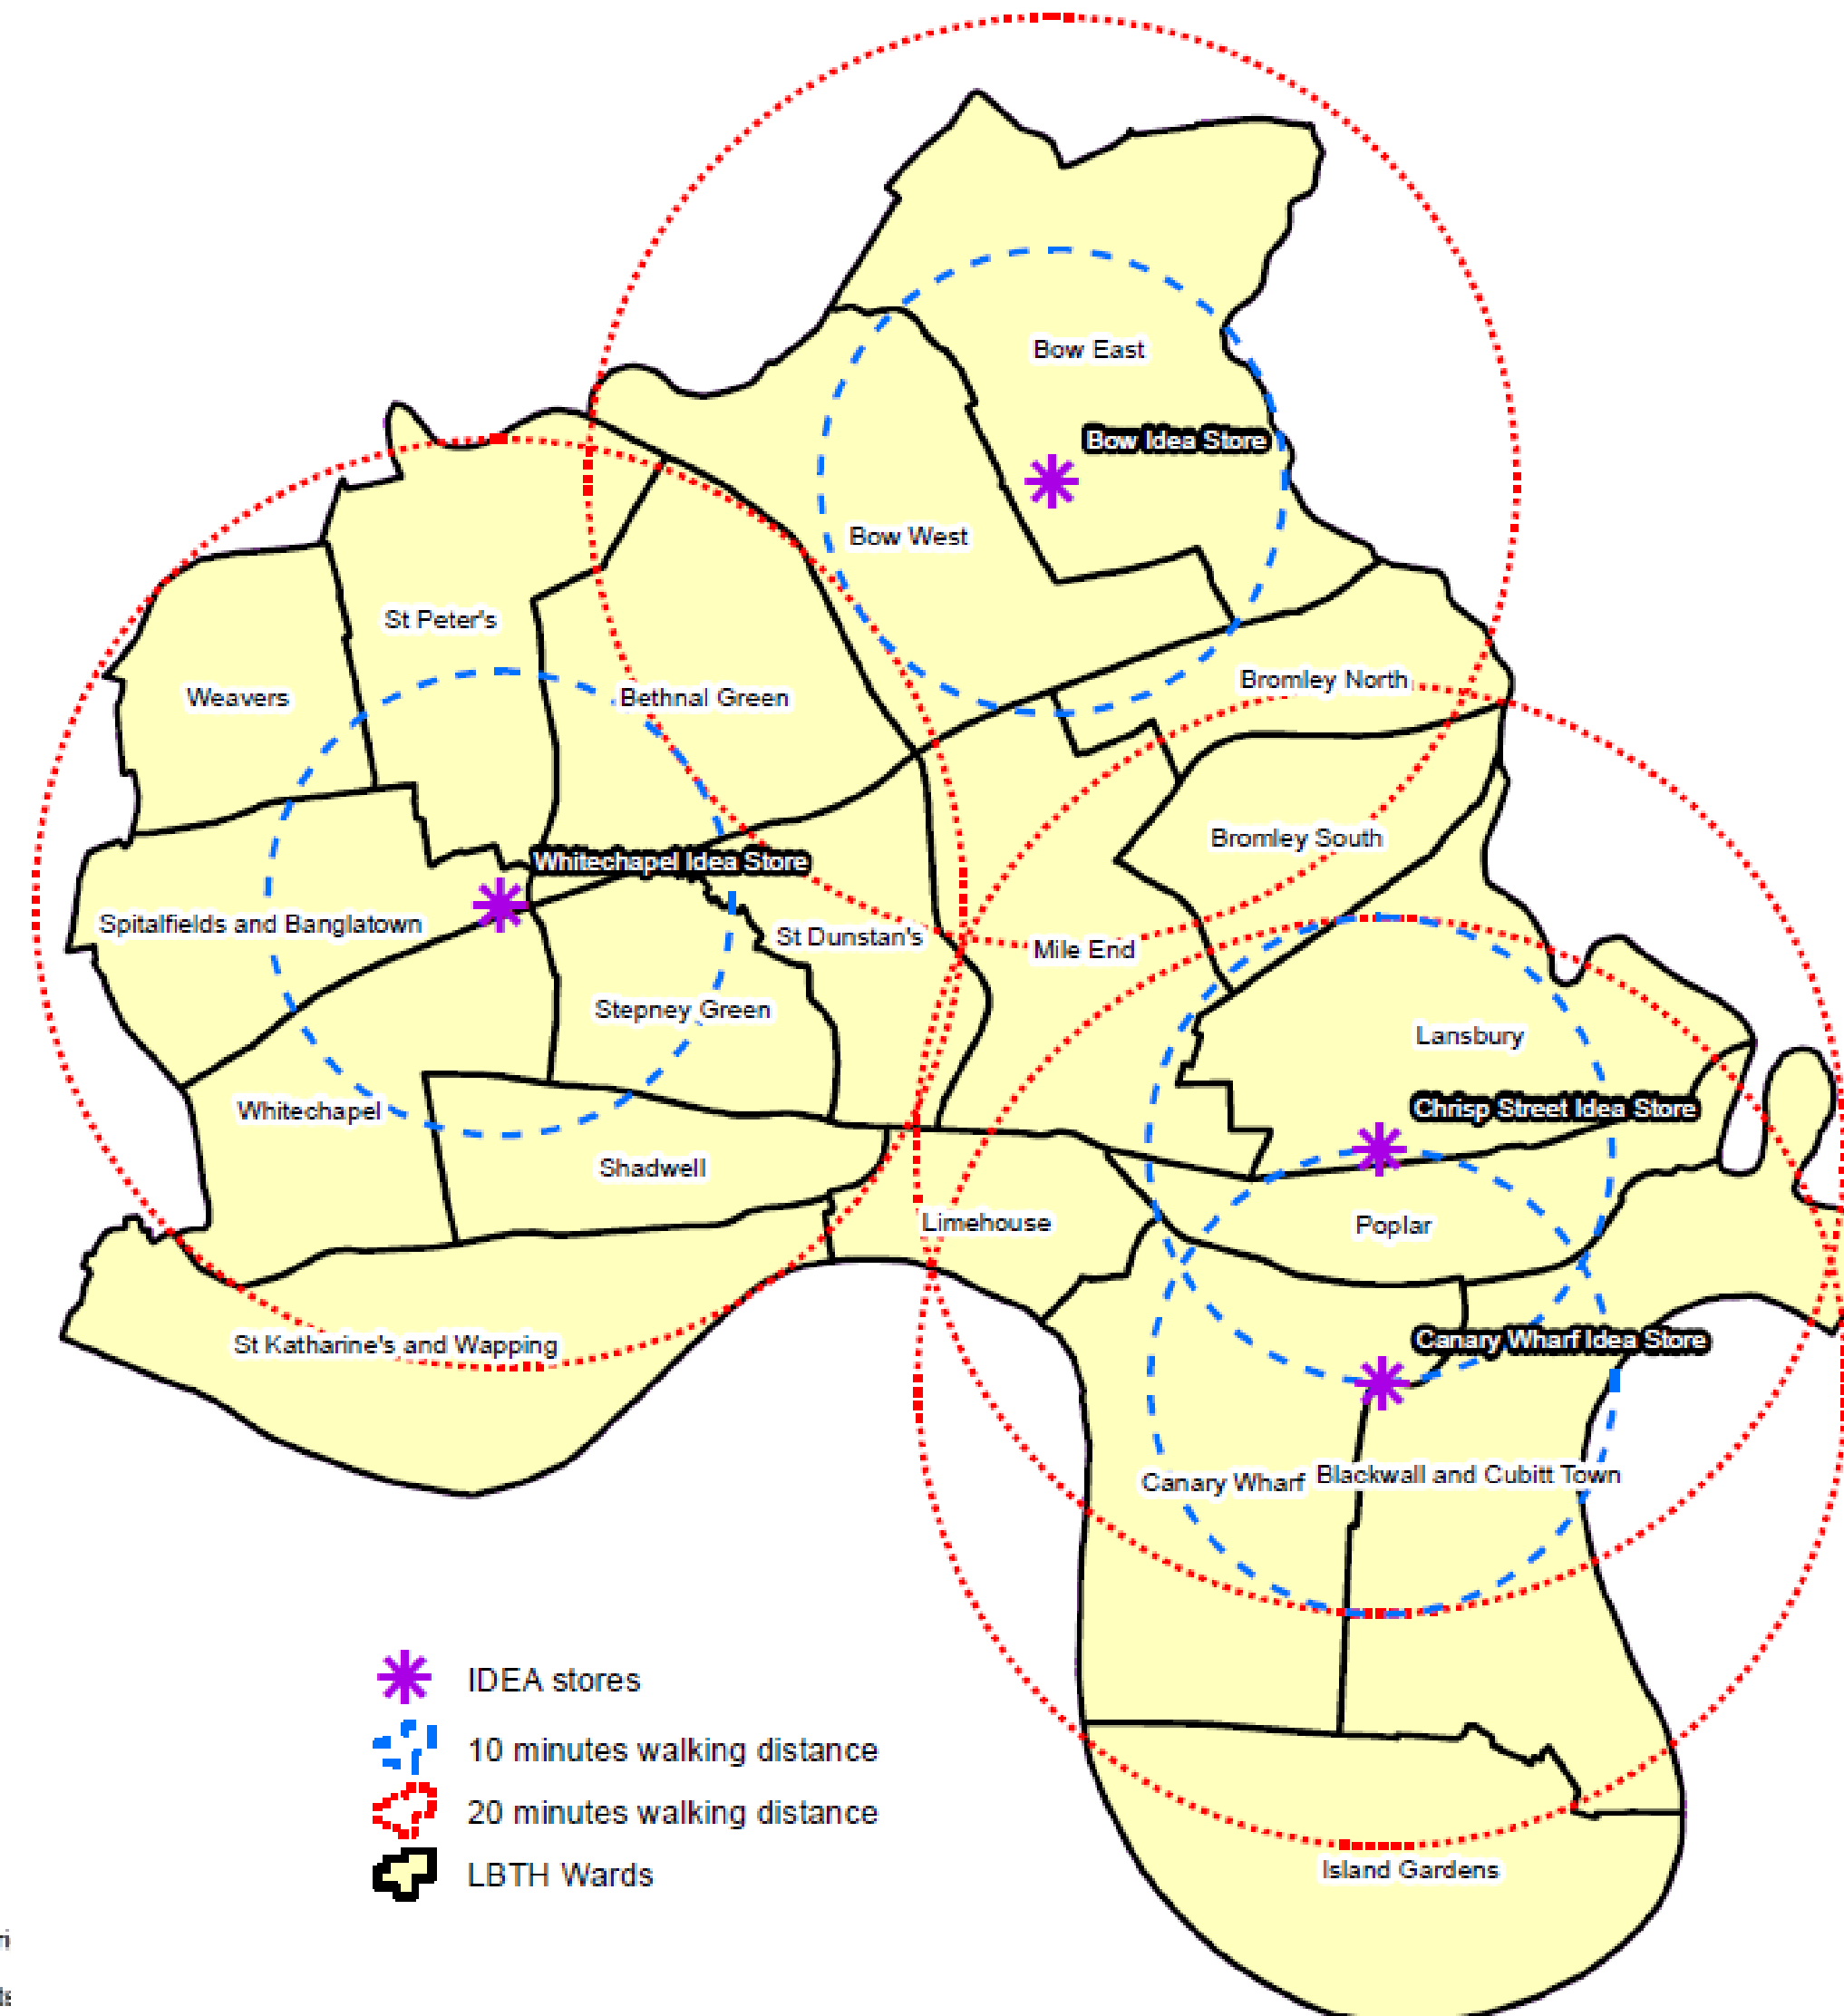 Bow East
Bow Idea Store
Bow West
St Peter's
Bromley North
Weavers
Bethnal Green
Bromley South
Whitechapel Idea Store
Spitalfields and Banglatown
St Dunstan's
Mile End
Stepney Green
Lansbury
Whitechapel
Chrisp Street Idea Store
Shadwell
Limehouse
Poplar
St Katharine's and Wapping
Canary Wharf Idea Store
Canary Wharf
Blackwall and Cubitt Town
IDEA stores
10 minutes walking distance
20 minutes walking distance
LBTH Wards
Island Gardens